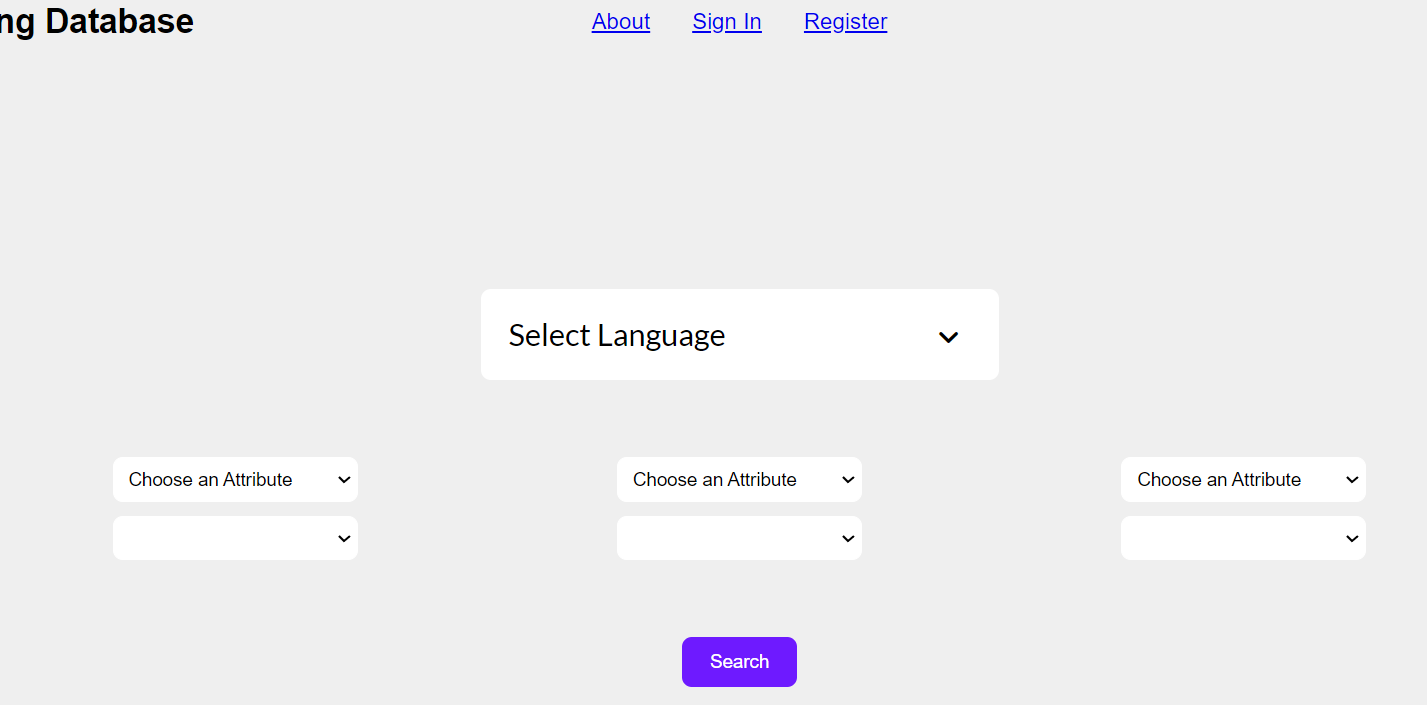 ng Database
About Sign In Register
Select Language
Choose an Attribute Choose an Attribute Choose an Attribute
Search